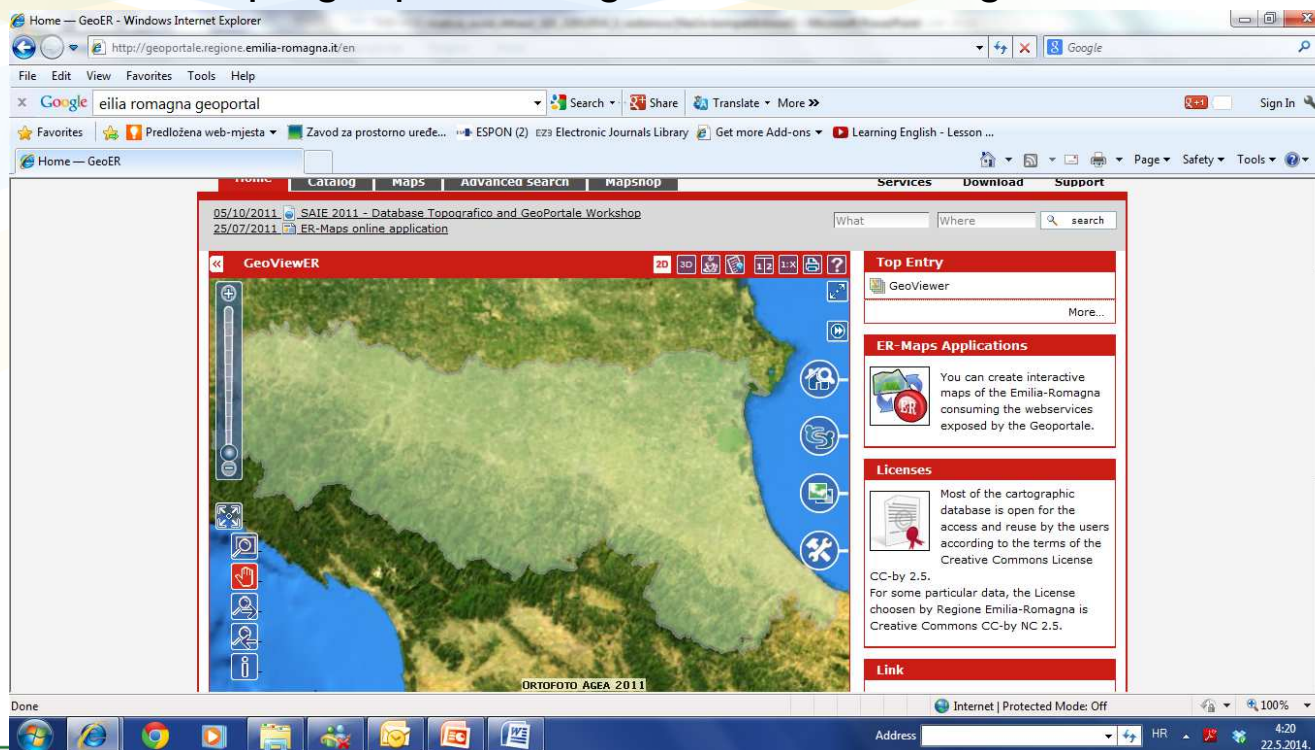 Home — GeoER - Windows Internet Explorer
http://geoportale.regione.emilia-romagna.it/en
Google
File Edit View Favorites Tools Help
x Google eilia romagna geoportal Search Share Translate More » Sign In
Favorites Predložena web-mjesta Zavod za prostorno uređe... ESPON (2) Electronic Journals Library Get more Add-ons Learning English - Lesson ...
Home — GeoER Page Safety Tools
Home Catalog Maps Advanced search Mapshop Services Download Support
05/10/2011 SAIE 2011 - Database Topografico and GeoPortale Workshop
25/07/2011 ER-Maps online application
What Where search
GeoViewER 2D 3D 1:X ?
Top Entry
GeoViewer
More...
ER-Maps Applications
ER
You can create interactive
maps of the Emilia-Romagna
consuming the webservices
exposed by the Geoportale.
Licenses
Most of the cartographic
database is open for the
access and reuse by the users
according to the terms of the
Creative Commons License
CC-by 2.5.
For some particular data, the License
choosen by Regione Emilia-Romagna is
Creative Commons CC-by NC 2.5.
Link
ORTOFOTO AGEA 2011
Done Internet | Protected Mode: Off 100%
Address HR 4:20
22.5.2014.